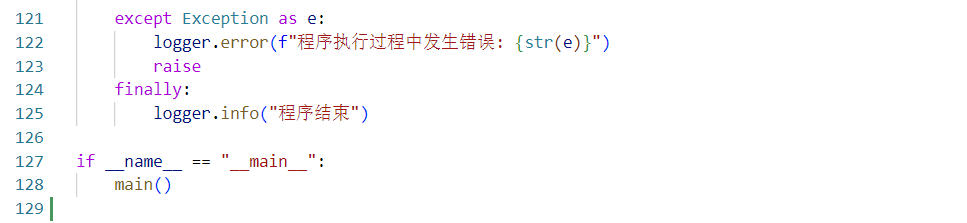 121 except Exception as e:
122 logger.error(f"程序执行过程中发生错误: {str(e)}")
123 raise
124 finally:
125 logger.info("程序结束")
126
127 if __name__ == "__main__":
128 main()
129